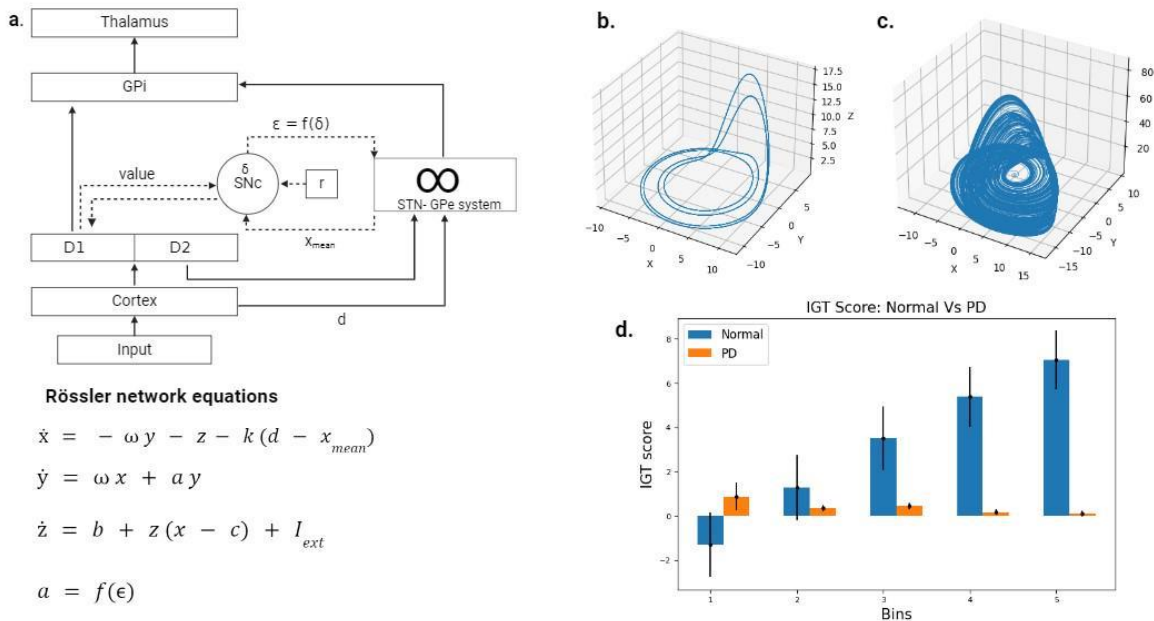 a.
Thalamus
GPi
ε = f(δ)
value
δ
SNc
r
∞
STN- GPe system
x_mean
D1
D2
Cortex
d
Input
Rössler network equations
ẋ = − ω y − z − k (d − x_mean)
ẏ = ω x + a y
ż = b + z (x − c) + I_ext
a = f(ϵ)
b.
17.5
15.0
12.5
10.0
7.5
5.0
2.5
Z
10
5
0
−5
−10
Y
−10
−5
0
5
10
X
c.
80
60
40
20
10
5
0
−5
−10
−15
Y
−10
−5
0
5
10
15
X
d.
IGT Score: Normal Vs PD
Normal
PD
8
6
4
2
0
−2
IGT score
1 2 3 4 5
Bins